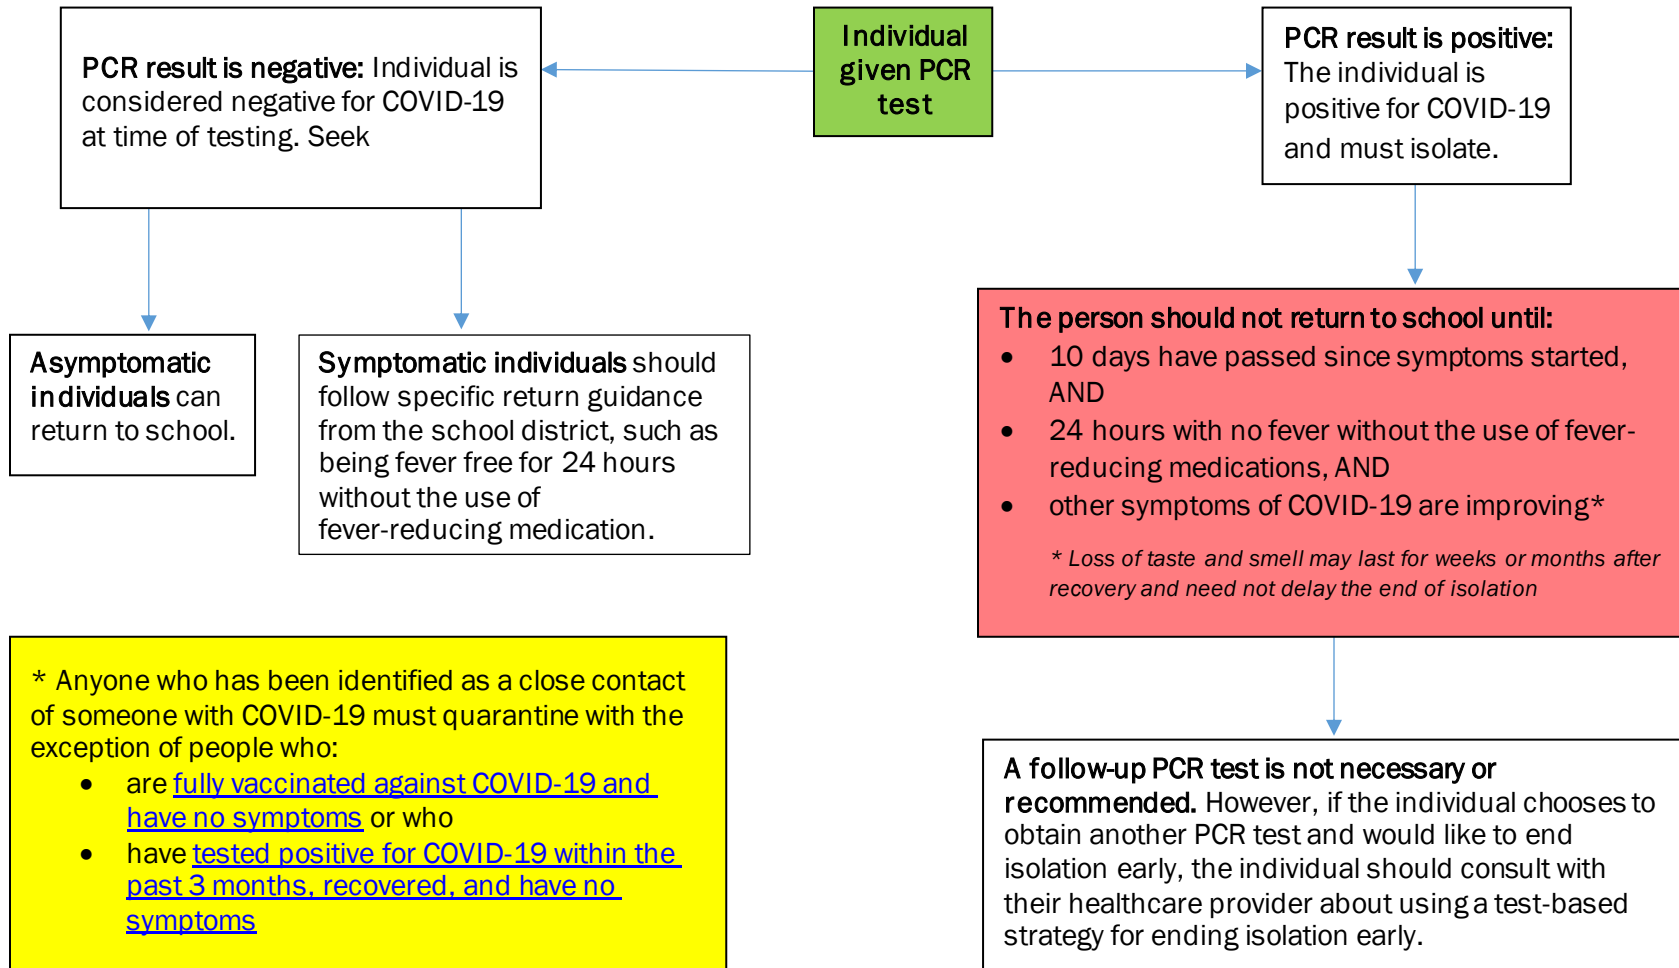 Individual
given PCR
test
PCR result is negative: Individual is
considered negative for COVID-19
at time of testing. Seek
PCR result is positive:
The individual is
positive for COVID-19
and must isolate.
Asymptomatic
individuals can
return to school.
Symptomatic individuals should
follow specific return guidance
from the school district, such as
being fever free for 24 hours
without the use of
fever-reducing medication.
The person should not return to school until:
• 10 days have passed since symptoms started,
AND
• 24 hours with no fever without the use of fever-
reducing medications, AND
• other symptoms of COVID-19 are improving*
* Loss of taste and smell may last for weeks or months after
recovery and need not delay the end of isolation
* Anyone who has been identified as a close contact
of someone with COVID-19 must quarantine with the
exception of people who:
• are fully vaccinated against COVID-19 and
have no symptoms or who
• have tested positive for COVID-19 within the
past 3 months, recovered, and have no
symptoms
A follow-up PCR test is not necessary or
recommended. However, if the individual chooses to
obtain another PCR test and would like to end
isolation early, the individual should consult with
their healthcare provider about using a test-based
strategy for ending isolation early.